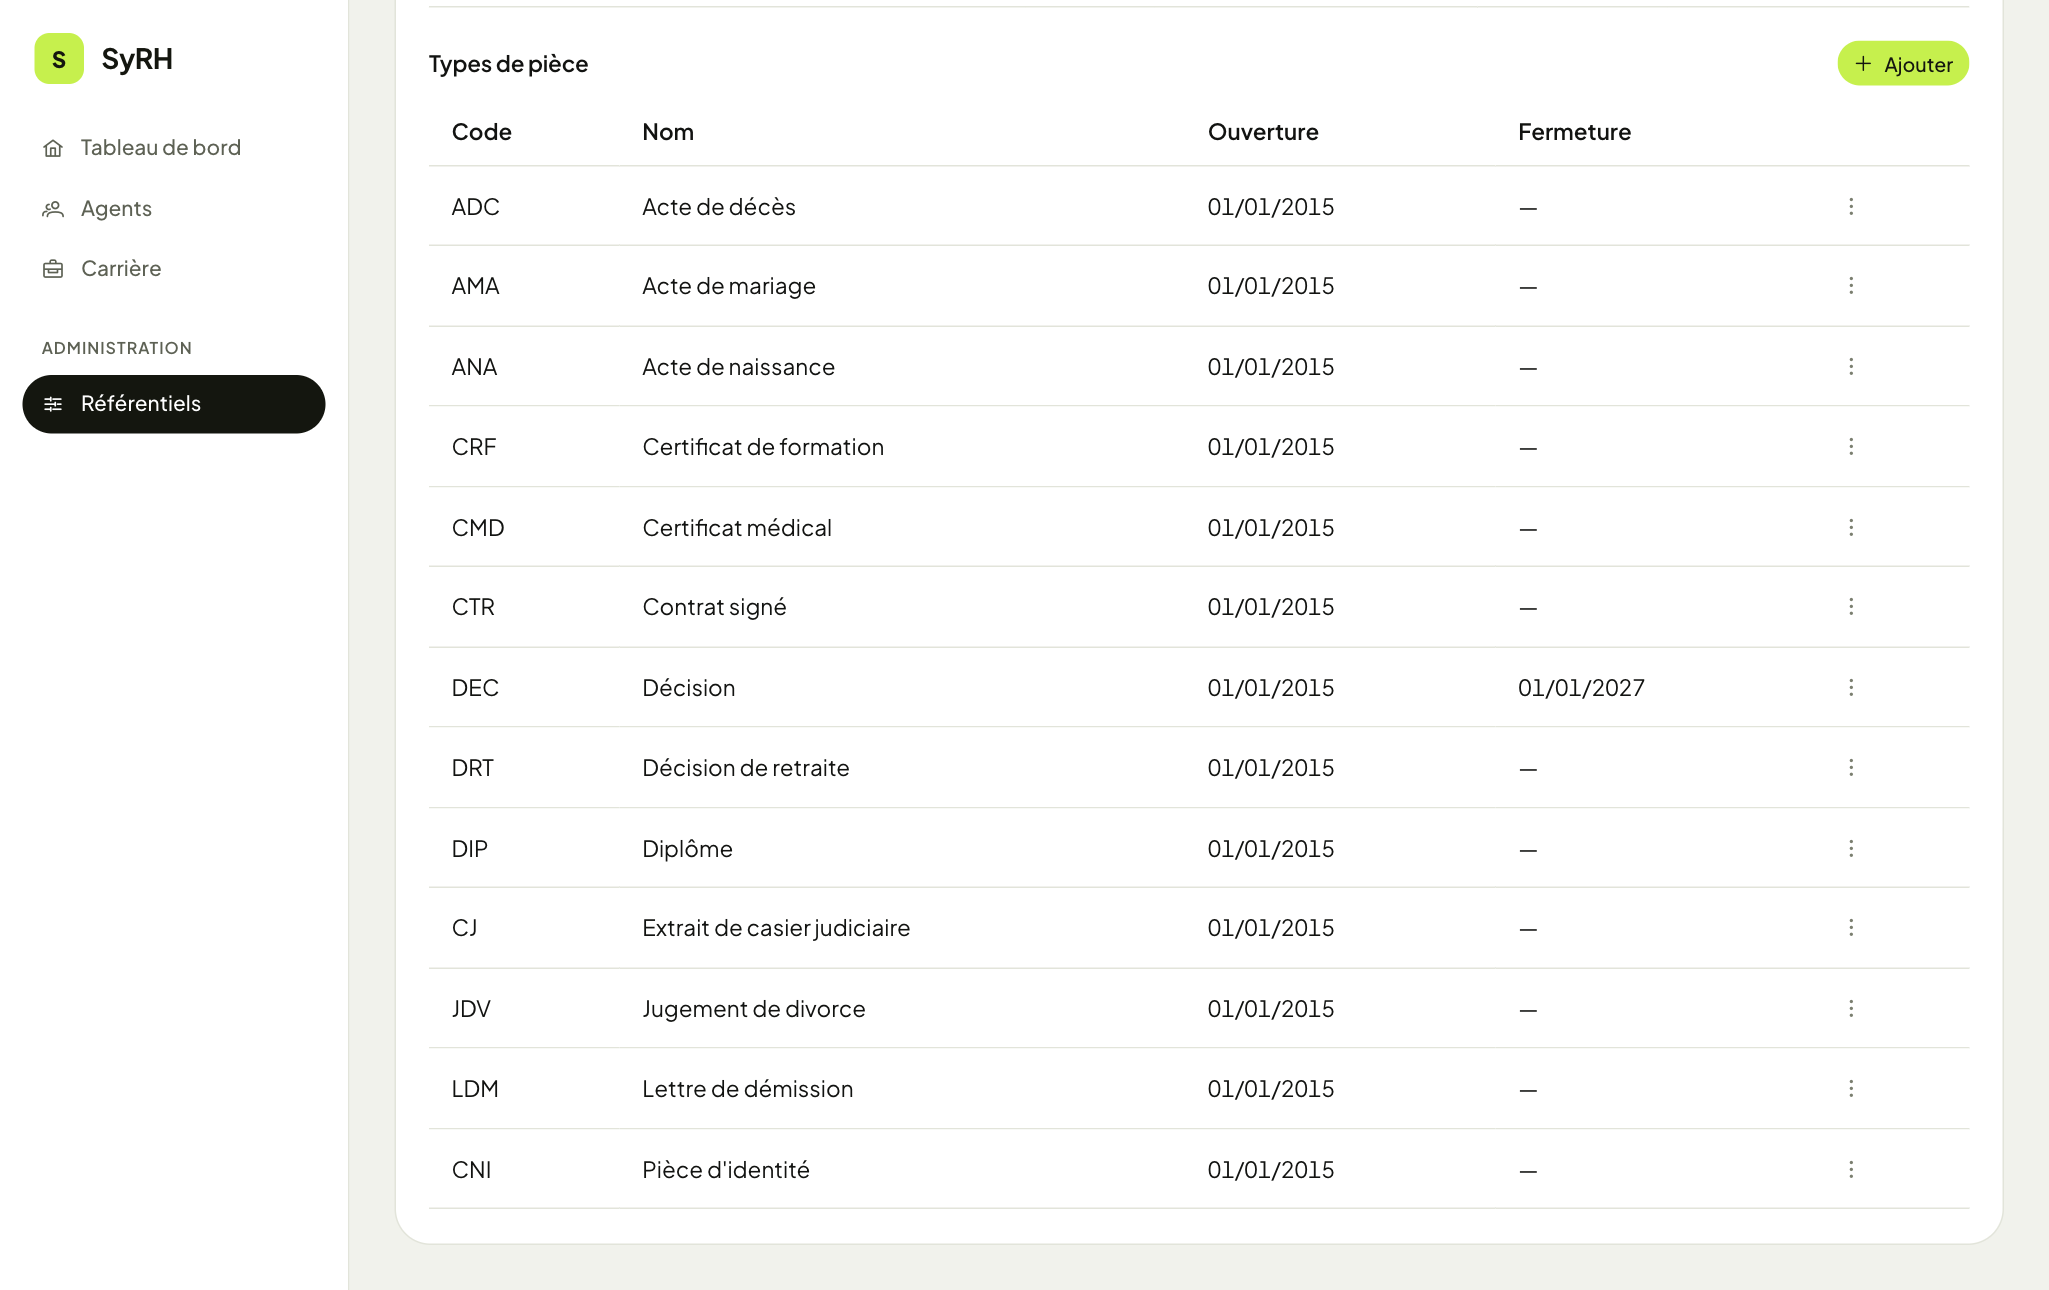 S SyRH
Tableau de bord
Agents
Carrière
ADMINISTRATION
Référentiels
Types de pièce
+ Ajouter
Code Nom Ouverture Fermeture
ADC Acte de décès 01/01/2015 —
AMA Acte de mariage 01/01/2015 —
ANA Acte de naissance 01/01/2015 —
CRF Certificat de formation 01/01/2015 —
CMD Certificat médical 01/01/2015 —
CTR Contrat signé 01/01/2015 —
DEC Décision 01/01/2015 01/01/2027
DRT Décision de retraite 01/01/2015 —
DIP Diplôme 01/01/2015 —
CJ Extrait de casier judiciaire 01/01/2015 —
JDV Jugement de divorce 01/01/2015 —
LDM Lettre de démission 01/01/2015 —
CNI Pièce d'identité 01/01/2015 —